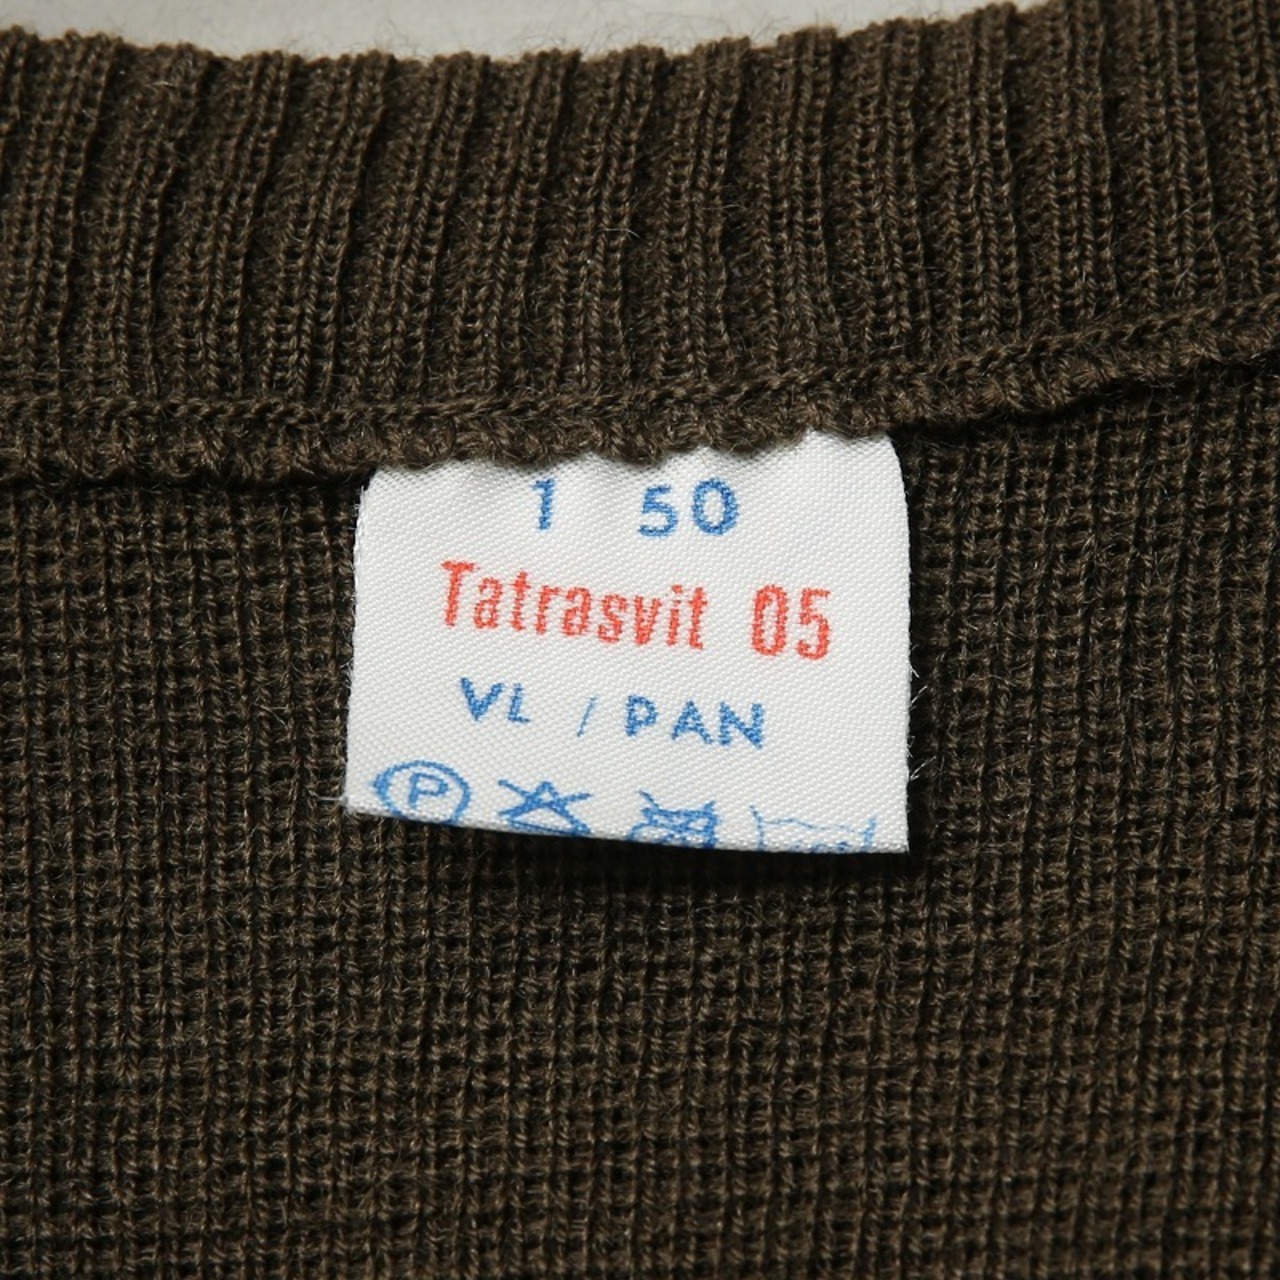 1 50
Tatrasvit 05
VL / PAN
P